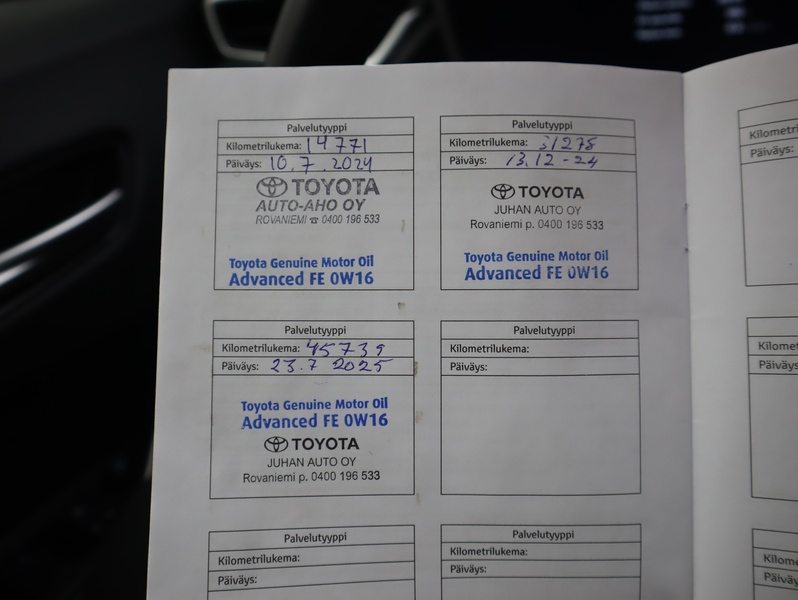 Palvelutyyppi
Kilometrilukema: 14771
Päiväys: 10.7.2024
TOYOTA
AUTO-AHO OY
ROVANIEMI ☎ 0400 196 533
Toyota Genuine Motor Oil
Advanced FE 0W16
Palvelutyyppi
Kilometrilukema: 31278
Päiväys: 13.12-24
TOYOTA
JUHAN AUTO OY
Rovaniemi p. 0400 196 533
Toyota Genuine Motor Oil
Advanced FE 0W16
Palvelutyyppi
Kilometrilukema: 45739
Päiväys: 23.7 2025
Toyota Genuine Motor Oil
Advanced FE 0W16
TOYOTA
JUHAN AUTO OY
Rovaniemi p. 0400 196 533
Palvelutyyppi
Kilometrilukema:
Päiväys:
Palvelutyyppi
Kilometrilukema:
Päiväys:
Palvelutyyppi
Kilometrilukema:
Päiväys:
Päiväys:
Päiväys: